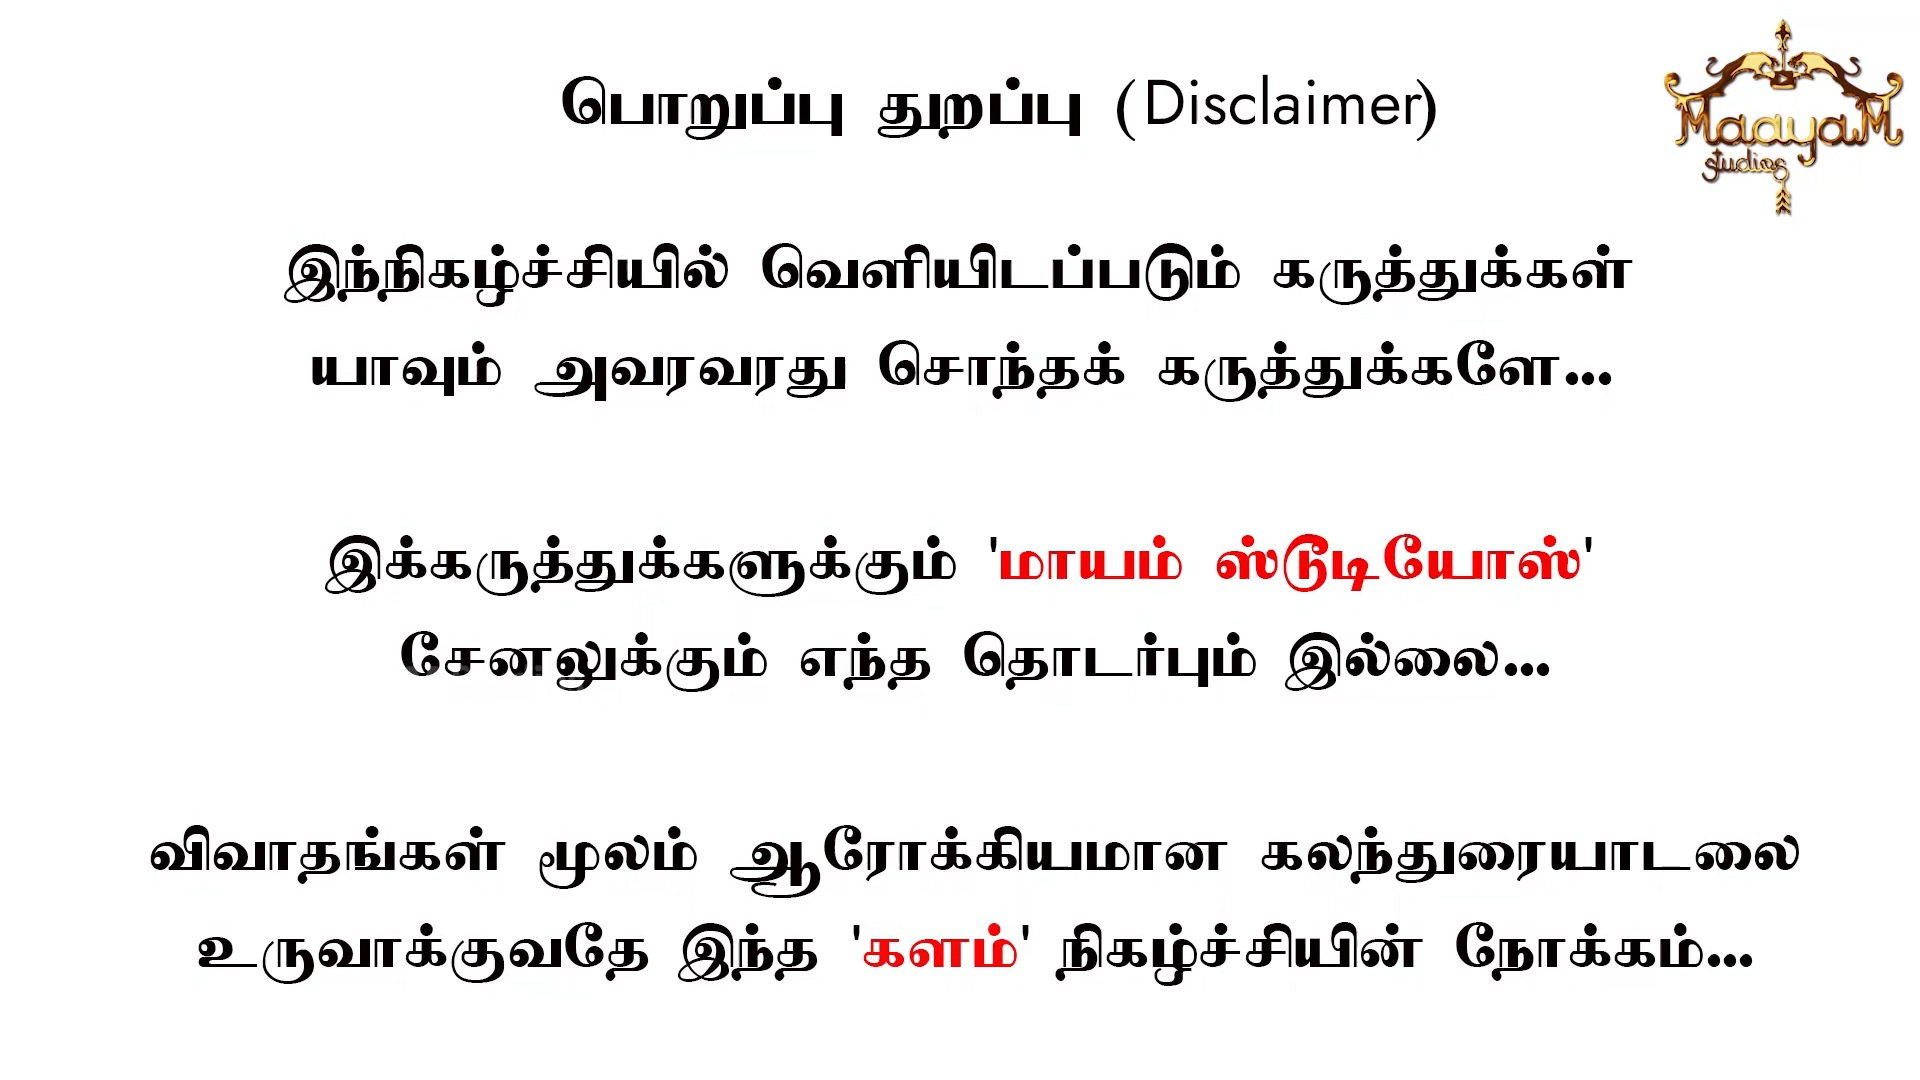 பொறுப்பு துறப்பு (Disclaimer)
MaayaM
studios
இந்நிகழ்ச்சியில் வெளியிடப்படும் கருத்துக்கள்
யாவும் அவரவரது சொந்தக் கருத்துக்களே...
இக்கருத்துக்களுக்கும் 'மாயம் ஸ்டூடியோஸ்'
சேனலுக்கும் எந்த தொடர்பும் இல்லை...
விவாதங்கள் மூலம் ஆரோக்கியமான கலந்துரையாடலை
உருவாக்குவதே இந்த 'களம்' நிகழ்ச்சியின் நோக்கம்...